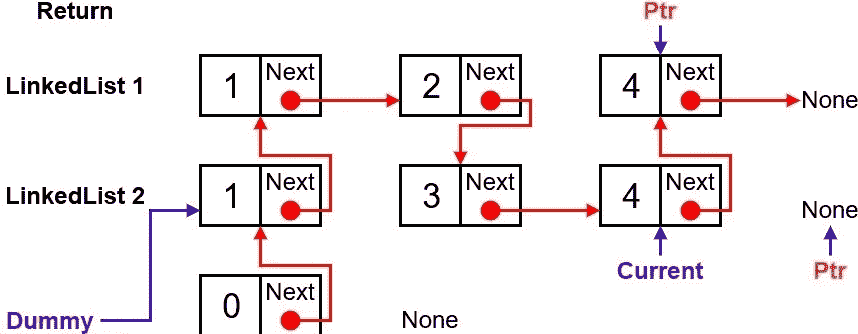 Return
Ptr
LinkedList 1
1 Next
2 Next
4 Next
None
LinkedList 2
1 Next
3 Next
4 Next
None
Current
Ptr
Dummy
0 Next
None